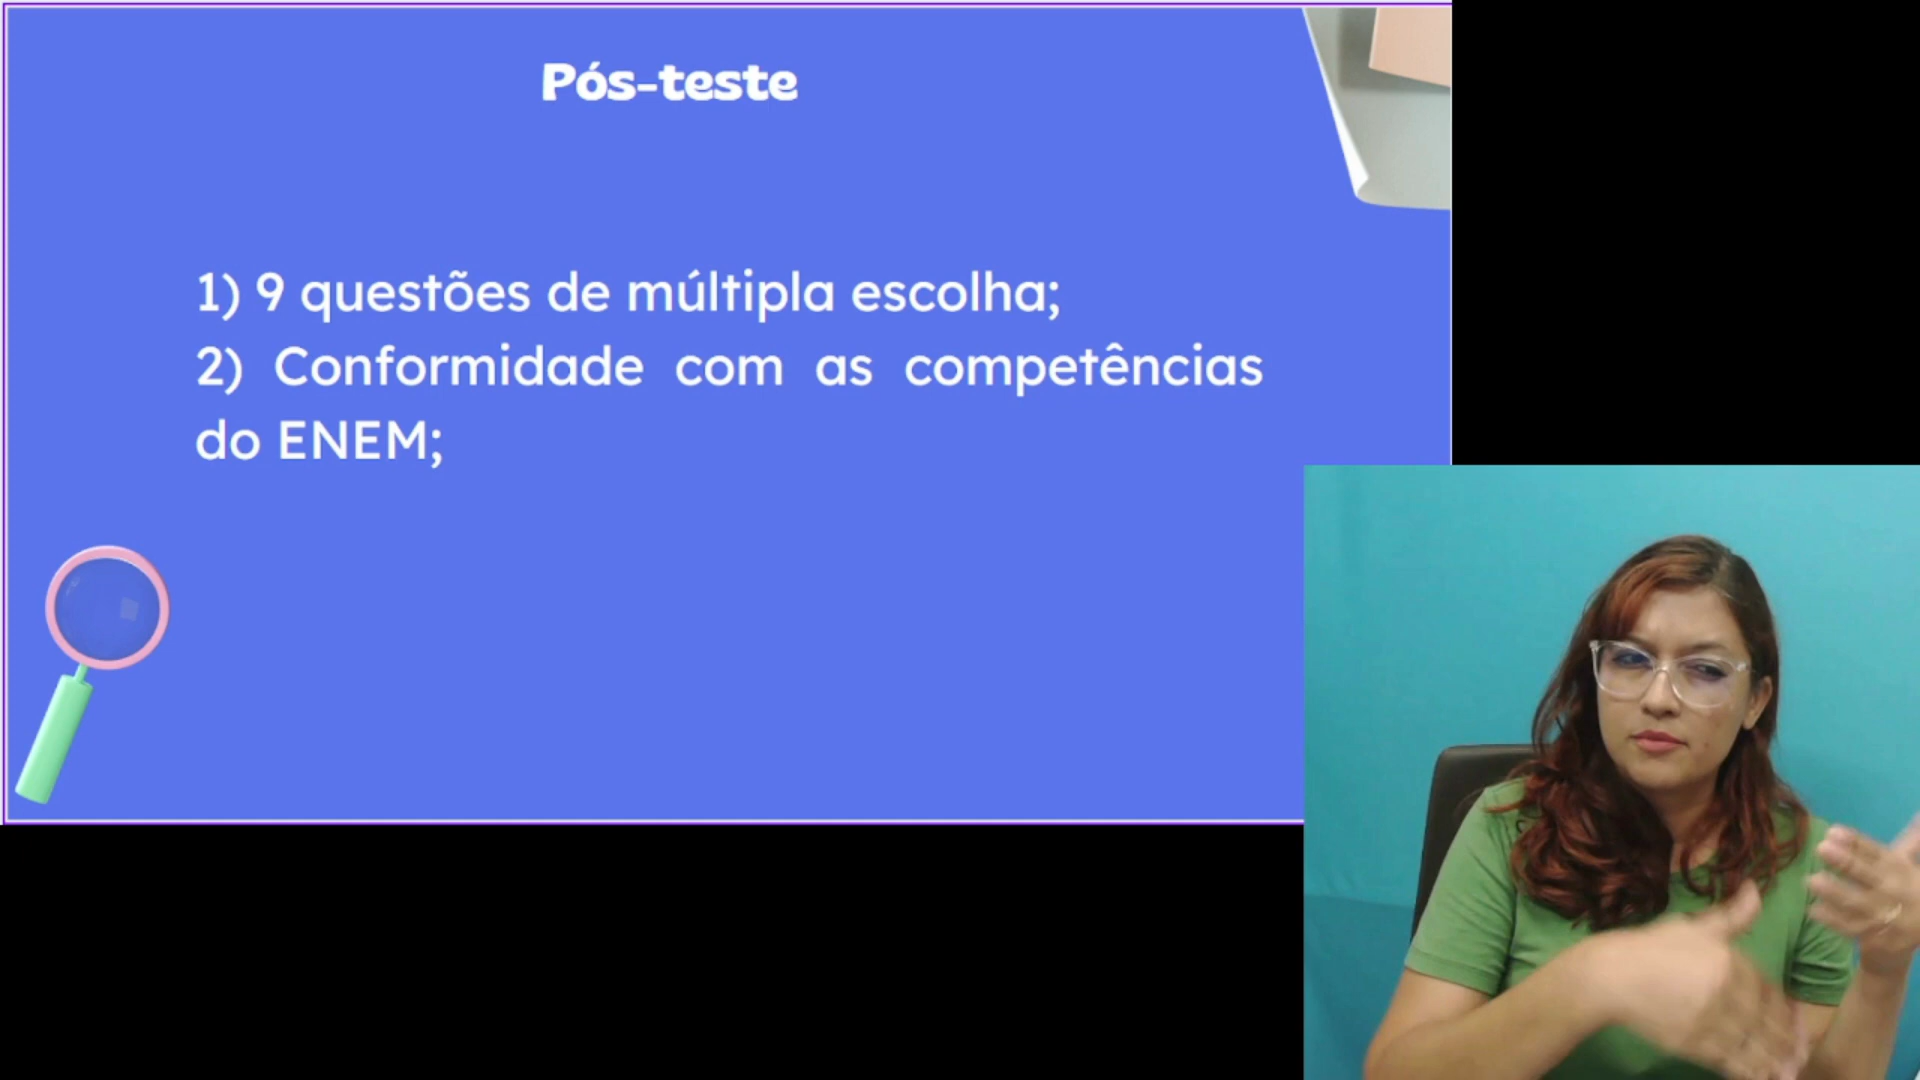 Pós-teste
1) 9 questões de múltipla escolha;
2) Conformidade com as competências
do ENEM;